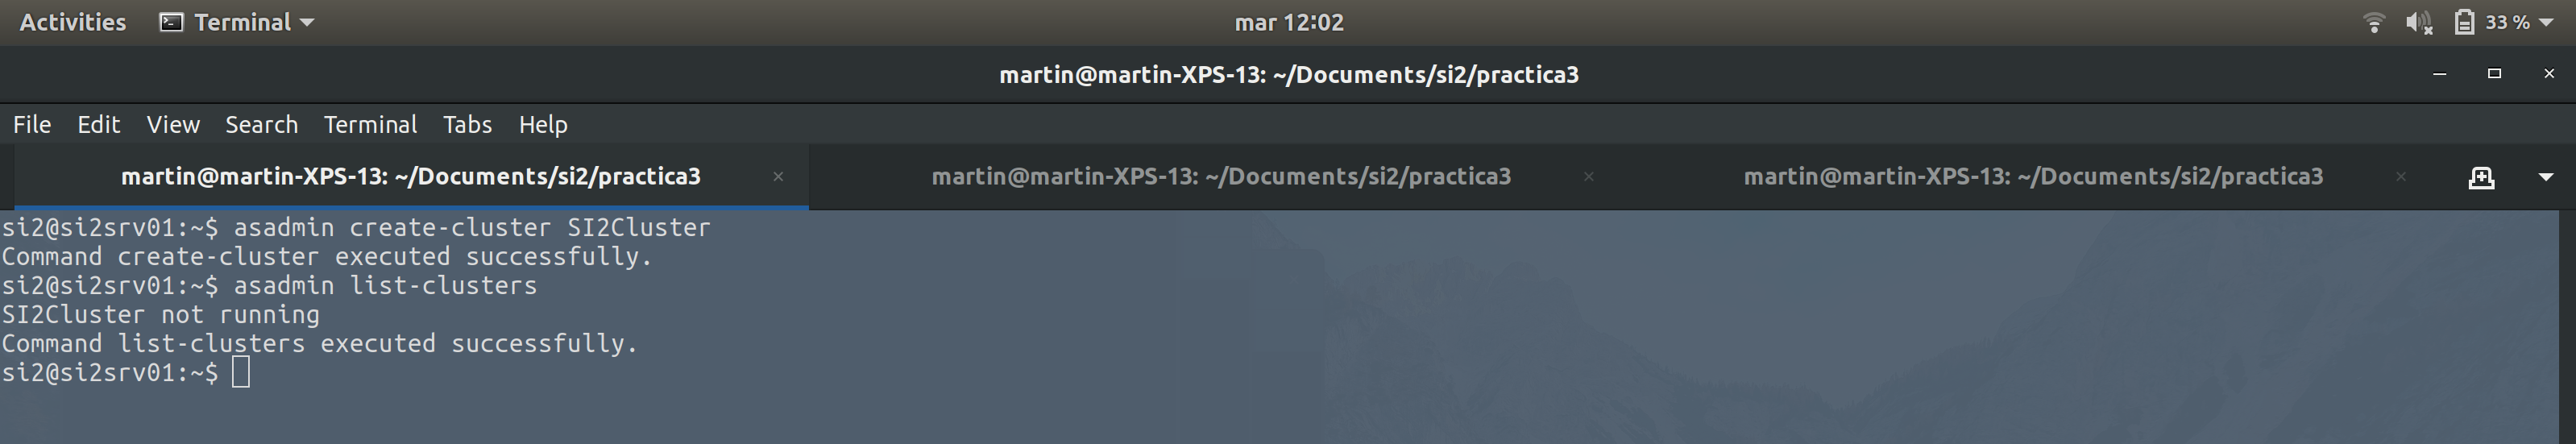 Activities Terminal mar 12:02 33 %
martin@martin-XPS-13: ~/Documents/si2/practica3
File Edit View Search Terminal Tabs Help
martin@martin-XPS-13: ~/Documents/si2/practica3 × martin@martin-XPS-13: ~/Documents/si2/practica3 × martin@martin-XPS-13: ~/Documents/si2/practica3 ×
si2@si2srv01:~$ asadmin create-cluster SI2Cluster
Command create-cluster executed successfully.
si2@si2srv01:~$ asadmin list-clusters
SI2Cluster not running
Command list-clusters executed successfully.
si2@si2srv01:~$